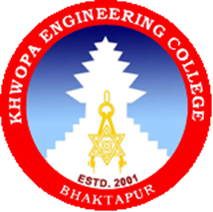 KHWOPA ENGINEERING COLLEGE
ESTD. 2001
BHAKTAPUR